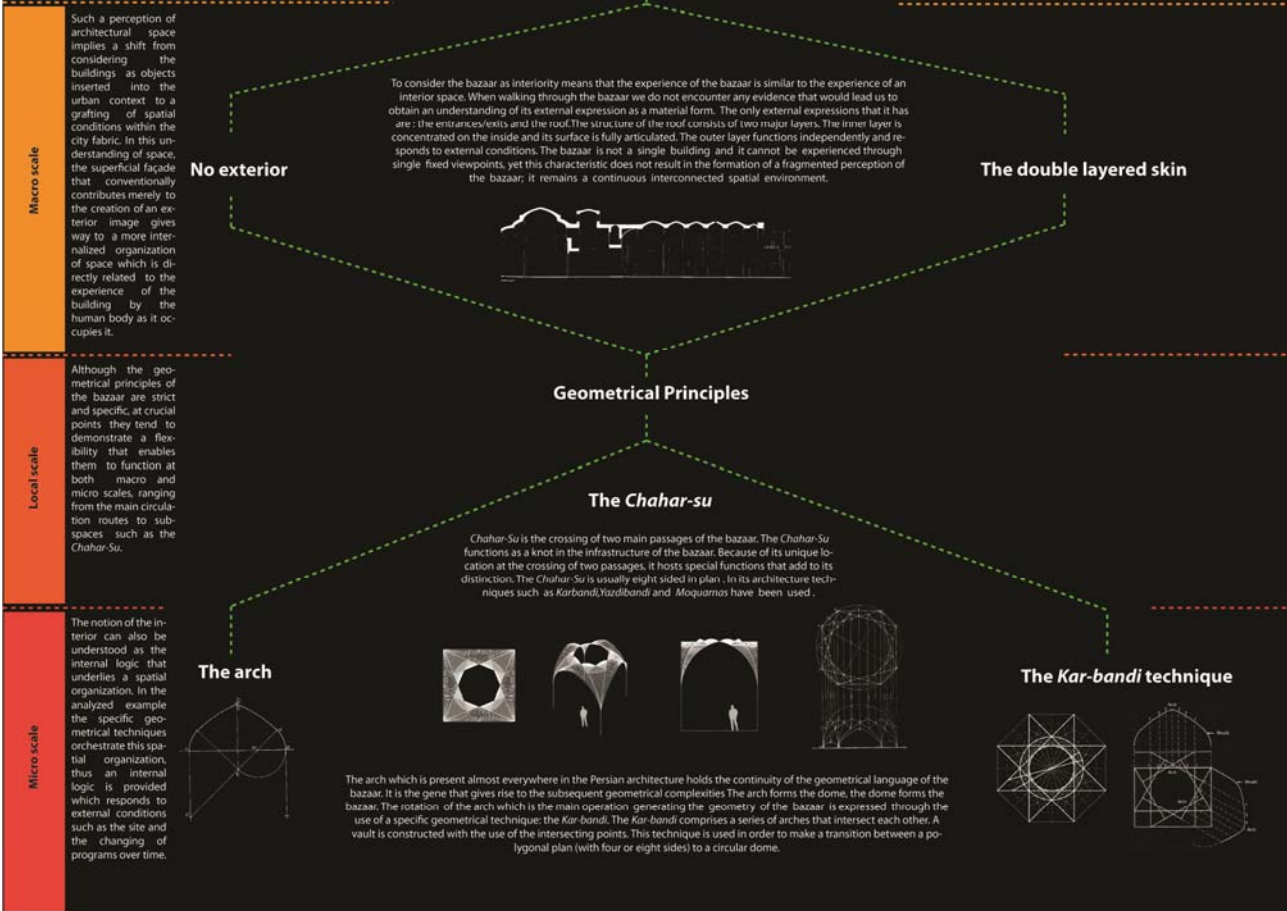 Macro scale
Such a perception of
architectural space
implies a shift from
considering the
buildings as objects
inserted into the
urban context to a
grafting of spatial
conditions within the
city fabric. In this un-
derstanding of space,
the superficial façade
that conventionally
contributes merely to
the creation of an ex-
terior image gives
way to a more inter-
nalized organization
of space which is di-
rectly related to the
experience of the
building by the
human body as it oc-
cupies it.
To consider the bazaar as interiority means that the experience of the bazaar is similar to the experience of an
interior space. When walking through the bazaar we do not encounter any evidence that would lead us to
obtain an understanding of its external expression as a material form. The only external expressions that it has
are : the entrances/exits and the roof.The structure of the roof consists of two major layers. The inner layer is
concentrated on the inside and its surface is fully articulated. The outer layer functions independently and re-
sponds to external conditions. The bazaar is not a single building and it cannot be experienced through
single fixed viewpoints, yet this characteristic does not result in the formation of a fragmented perception of
the bazaar; it remains a continuous interconnected spatial environment.
No exterior
The double layered skin
Local scale
Although the geo-
metrical principles of
the bazaar are strict
and specific, at crucial
points they tend to
demonstrate a flex-
ibility that enables
them to function at
both macro and
micro scales, ranging
from the main circula-
tion routes to sub-
spaces such as the
Chahar-Su.
Geometrical Principles
The Chahar-su
Chahar-Su is the crossing of two main passages of the bazaar. The Chahar-Su
functions as a knot in the infrastructure of the bazaar. Because of its unique lo-
cation at the crossing of two passages, it hosts special functions that add to its
distinction. The Chahar-Su is usually eight sided in plan . In its architecture tech-
niques such as Karbandi,Yazdibandi and Moquarnas have been used .
Micro scale
The notion of the in-
terior can also be
understood as the
internal logic that
underlies a spatial
organization. In the
analyzed example
the specific geo-
metrical techniques
orchestrate this spa-
tial organization,
thus an internal
logic is provided
which responds to
external conditions
such as the site and
the changing of
programs over time.
The arch
The Kar-bandi technique
The arch which is present almost everywhere in the Persian architecture holds the continuity of the geometrical language of the
bazaar. It is the gene that gives rise to the subsequent geometrical complexities The arch forms the dome, the dome forms the
bazaar. The rotation of the arch which is the main operation generating the geometry of the bazaar is expressed through the
use of a specific geometrical technique: the Kar-bandi. The Kar-bandi comprises a series of arches that intersect each other. A
vault is constructed with the use of the intersecting points. This technique is used in order to make a transition between a po-
lygonal plan (with four or eight sides) to a circular dome.